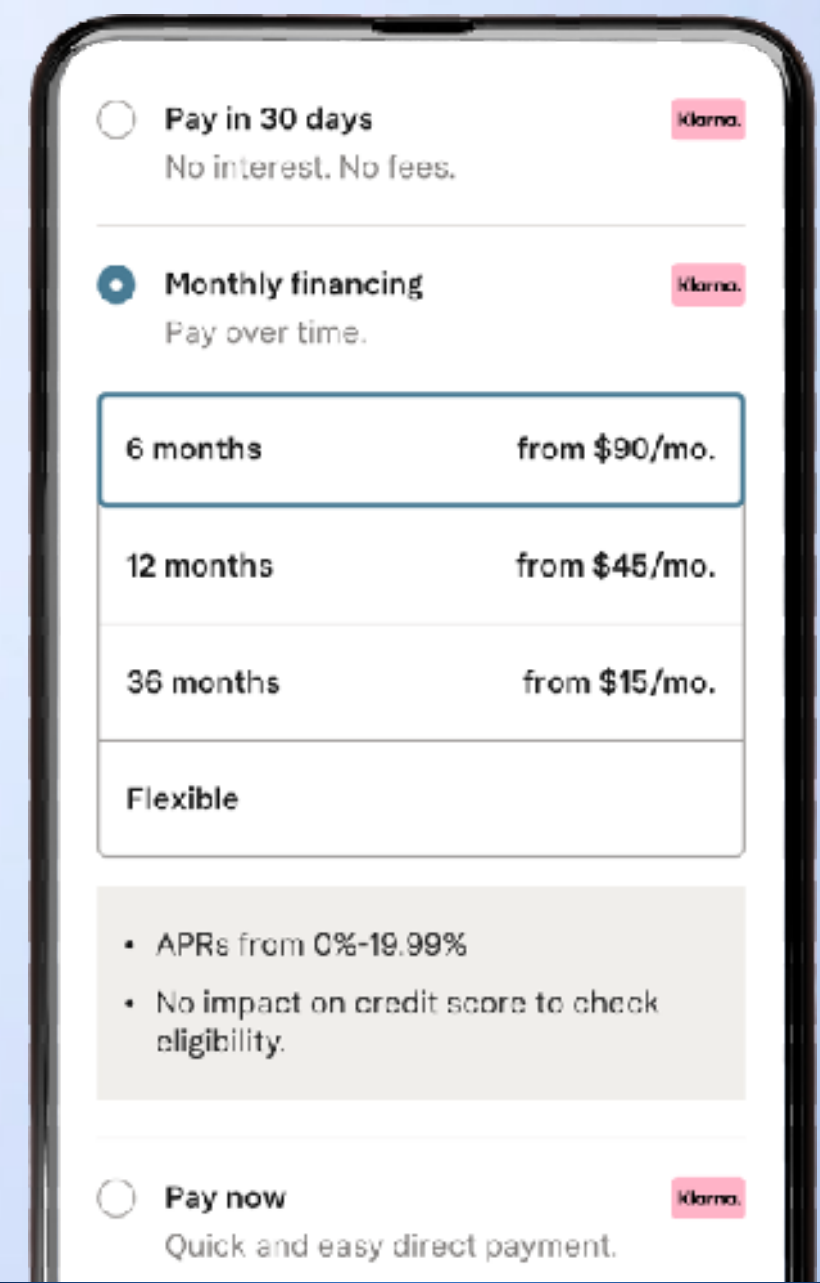 Pay in 30 days
Klarna.
No interest. No fees.
Monthly financing
Klarna.
Pay over time.
6 months from $90/mo.
12 months from $45/mo.
36 months from $15/mo.
Flexible
• APRs from 0%-19.99%
• No impact on credit score to check
eligibility.
Pay now
Klarna.
Quick and easy direct payment.